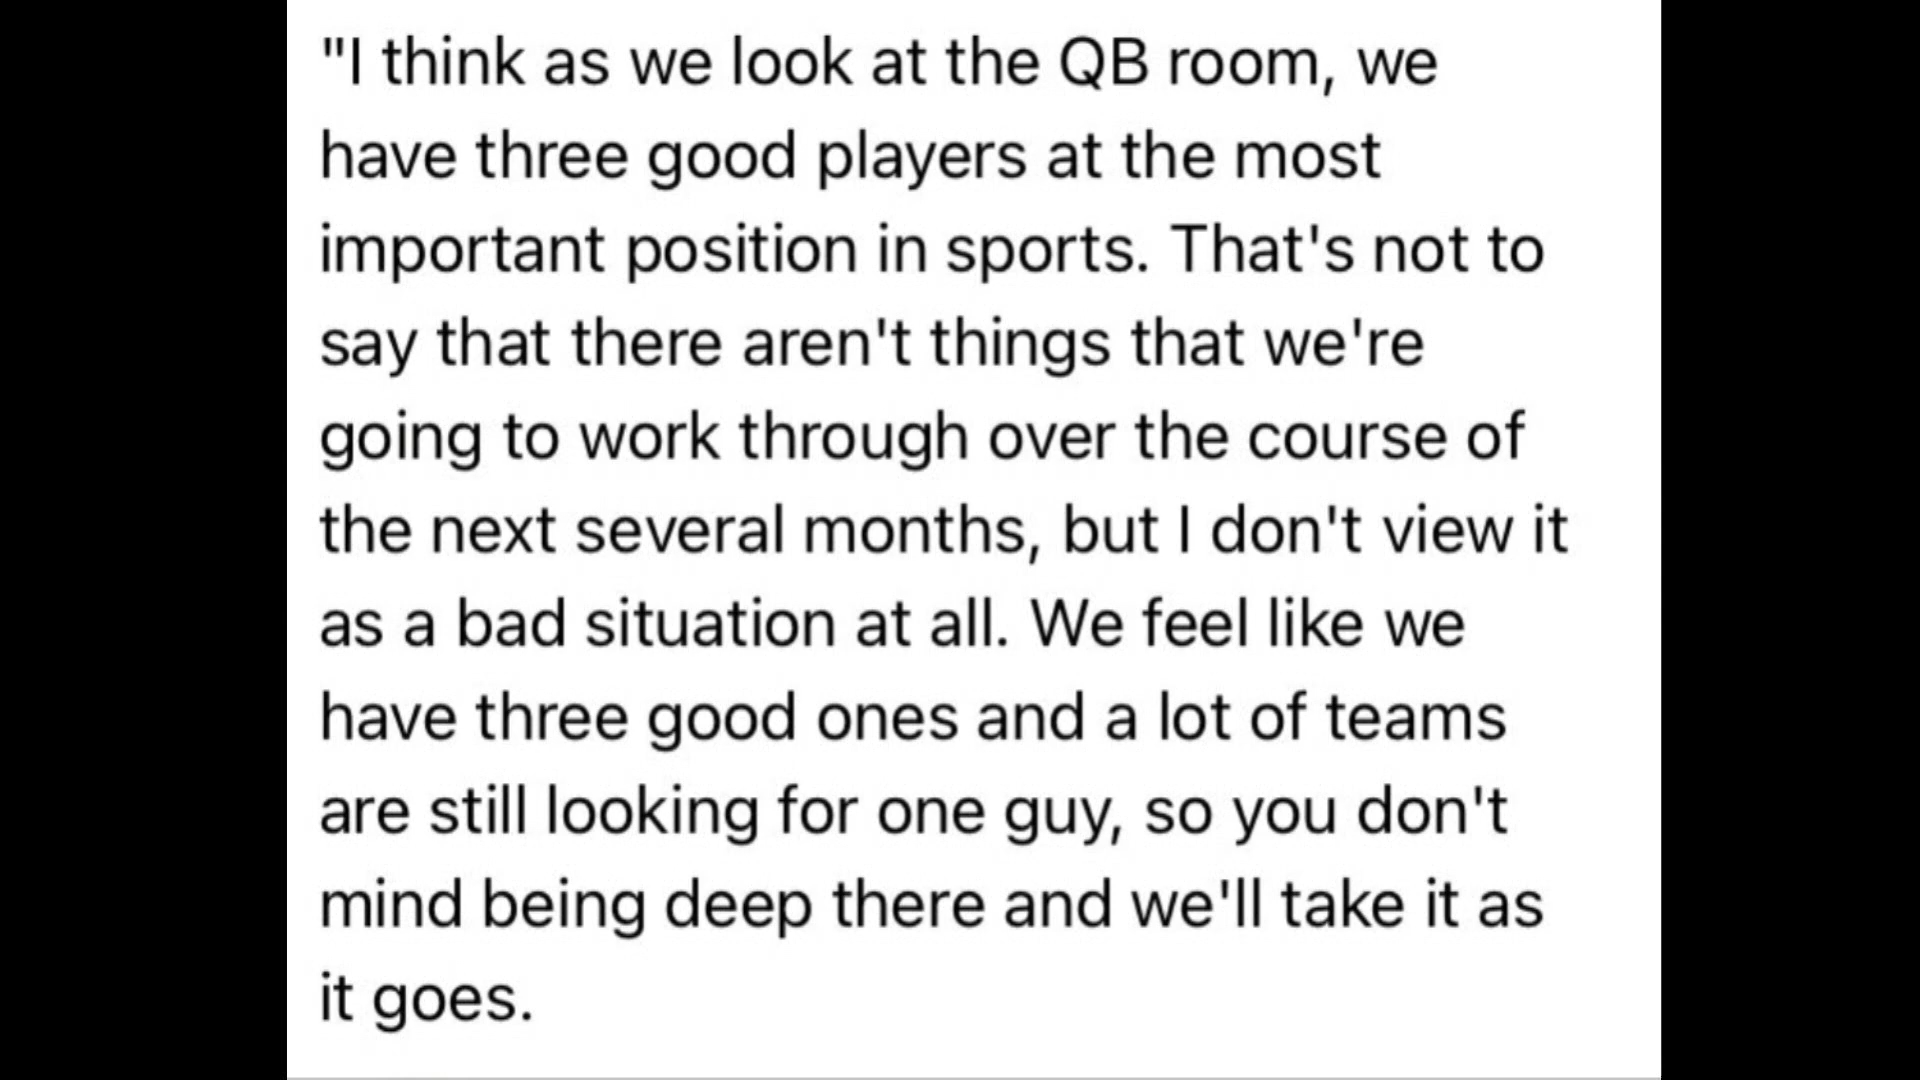 "I think as we look at the QB room, we
have three good players at the most
important position in sports. That's not to
say that there aren't things that we're
going to work through over the course of
the next several months, but I don't view it
as a bad situation at all. We feel like we
have three good ones and a lot of teams
are still looking for one guy, so you don't
mind being deep there and we'll take it as
it goes.